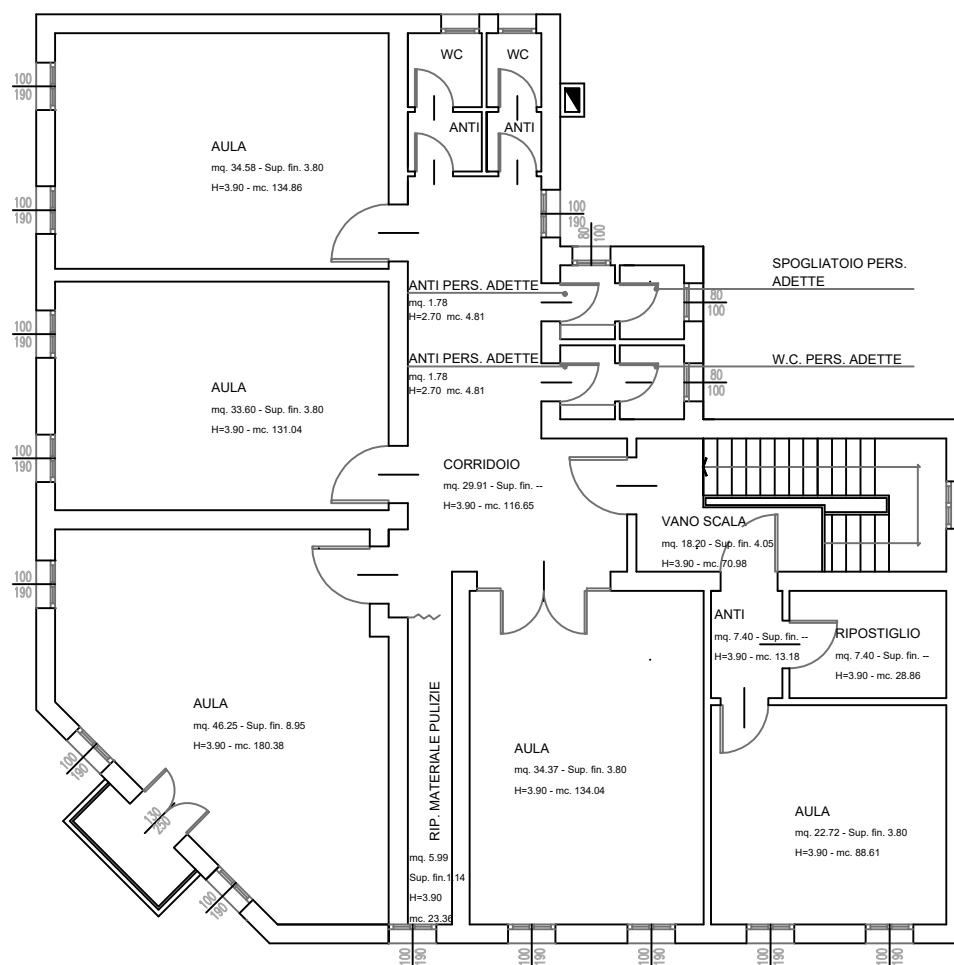 WC
WC
100
190
ANTI
ANTI
AULA
mq. 34.58 - Sup. fin. 3.80
H=3.90 - mc. 134.86
100
190
100
190
80
100
SPOGLIATOIO PERS.
ADETTE
ANTI PERS. ADETTE
mq. 1.78
H=2.70 mc. 4.81
80
100
100
190
ANTI PERS. ADETTE
mq. 1.78
H=2.70 mc. 4.81
W.C. PERS. ADETTE
80
100
AULA
mq. 33.60 - Sup. fin. 3.80
H=3.90 - mc. 131.04
100
190
CORRIDOIO
mq. 29.91 - Sup. fin. --
H=3.90 - mc. 116.65
VANO SCALA
mq. 18.20 - Sup. fin. 4.05
H=3.90 - mc. 70.98
100
190
ANTI
mq. 7.40 - Sup. fin. --
H=3.90 - mc. 13.18
RIPOSTIGLIO
mq. 7.40 - Sup. fin. --
H=3.90 - mc. 28.86
AULA
mq. 46.25 - Sup. fin. 8.95
H=3.90 - mc. 180.38
RIP. MATERIALE PULIZIE
mq. 5.99
Sup. fin.1.14
H=3.90
mc. 23.36
AULA
mq. 34.37 - Sup. fin. 3.80
H=3.90 - mc. 134.04
AULA
mq. 22.72 - Sup. fin. 3.80
H=3.90 - mc. 88.61
100
190
130
250
100
190
100
190
100
190
100
190
100
190
100
190